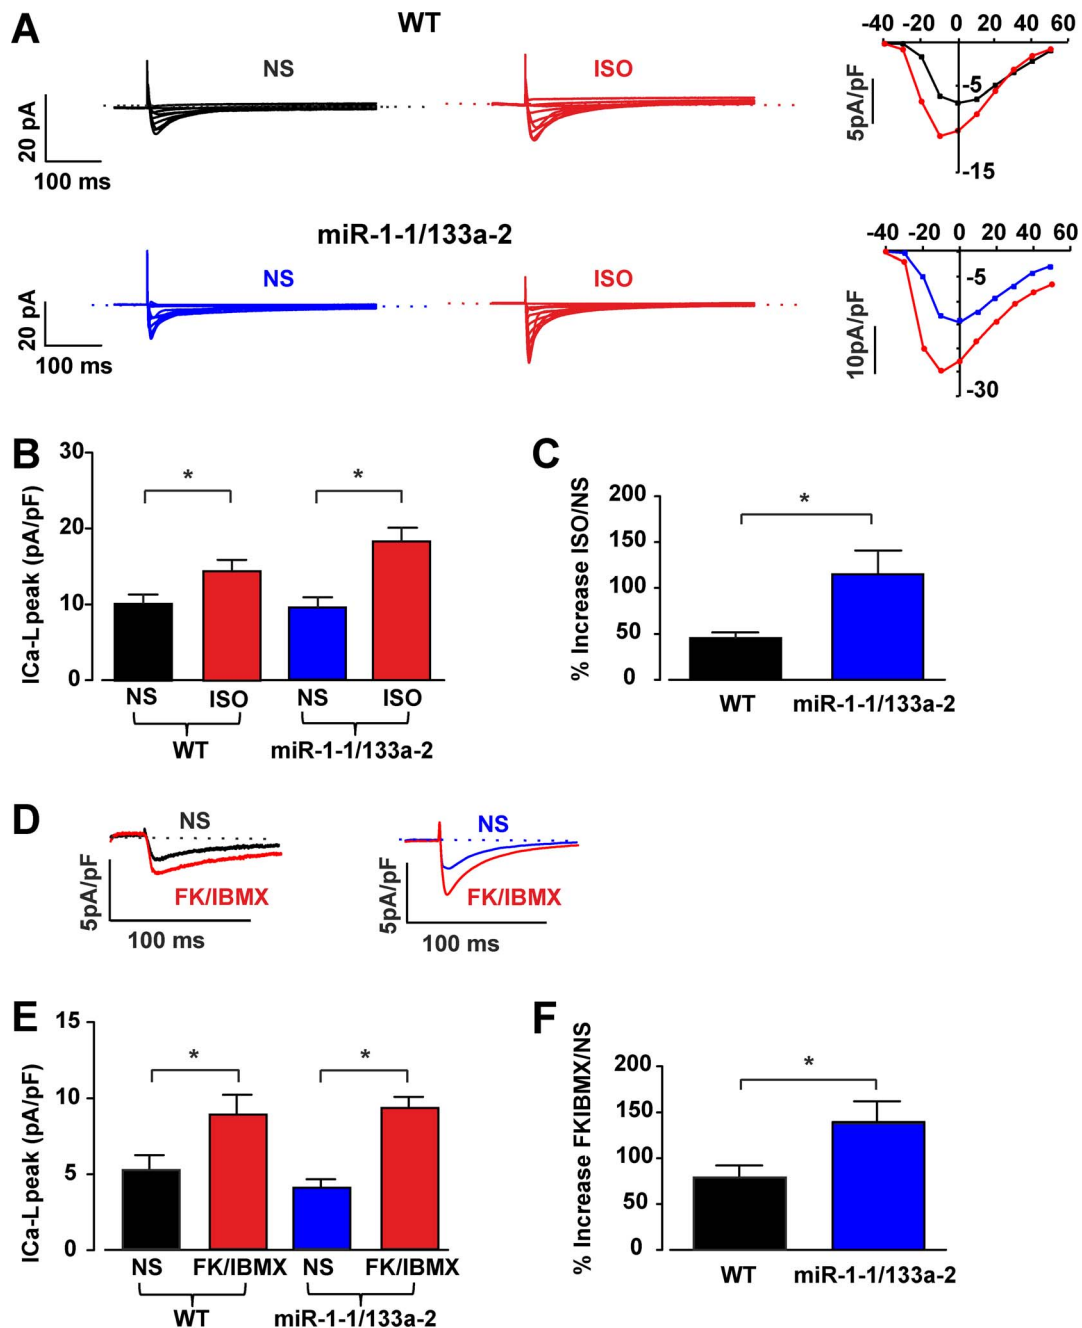 A
WT
NS
ISO
20 pA
100 ms
-40 -20 0 20 40 60
5pA/pF
-5
-15
miR-1-1/133a-2
NS
ISO
20 pA
100 ms
-40 -20 0 20 40 60
10pA/pF
-5
-30
B
ICa-L peak (pA/pF)
30
20
10
0
*
*
NS ISO NS ISO
WT miR-1-1/133a-2
C
% Increase ISO/NS
200
150
100
50
0
*
WT miR-1-1/133a-2
D
NS
FK/IBMX
5pA/pF
100 ms
NS
FK/IBMX
5pA/pF
100 ms
E
ICa-L peak (pA/pF)
15
10
5
0
*
*
NS FK/IBMX NS FK/IBMX
WT miR-1-1/133a-2
F
% Increase FKIBMX/NS
200
150
100
50
0
*
WT miR-1-1/133a-2